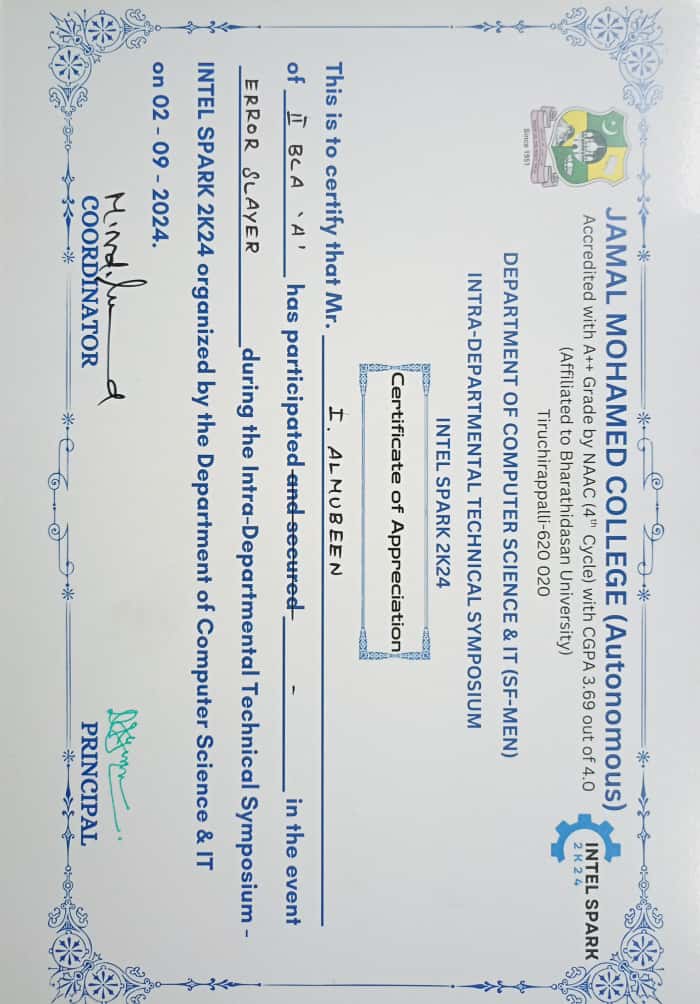 JAMAL MOHAMED COLLEGE (Autonomous)
Accredited with A++ Grade by NAAC (4th Cycle) with CGPA 3.69 out of 4.0
(Affiliated to Bharathidasan University)
Tiruchirappalli-620 020
Since 1951
INTEL SPARK
2K24
DEPARTMENT OF COMPUTER SCIENCE & IT (SF-MEN)
INTRA-DEPARTMENTAL TECHNICAL SYMPOSIUM
INTEL SPARK 2K24
Certificate of Appreciation
This is to certify that Mr. I. ALMUBEEN
of II BCA 'A' has participated and secured - in the event
ERROR SLAYER during the Intra-Departmental Technical Symposium -
INTEL SPARK 2K24 organized by the Department of Computer Science & IT
on 02 - 09 - 2024.
COORDINATOR
PRINCIPAL